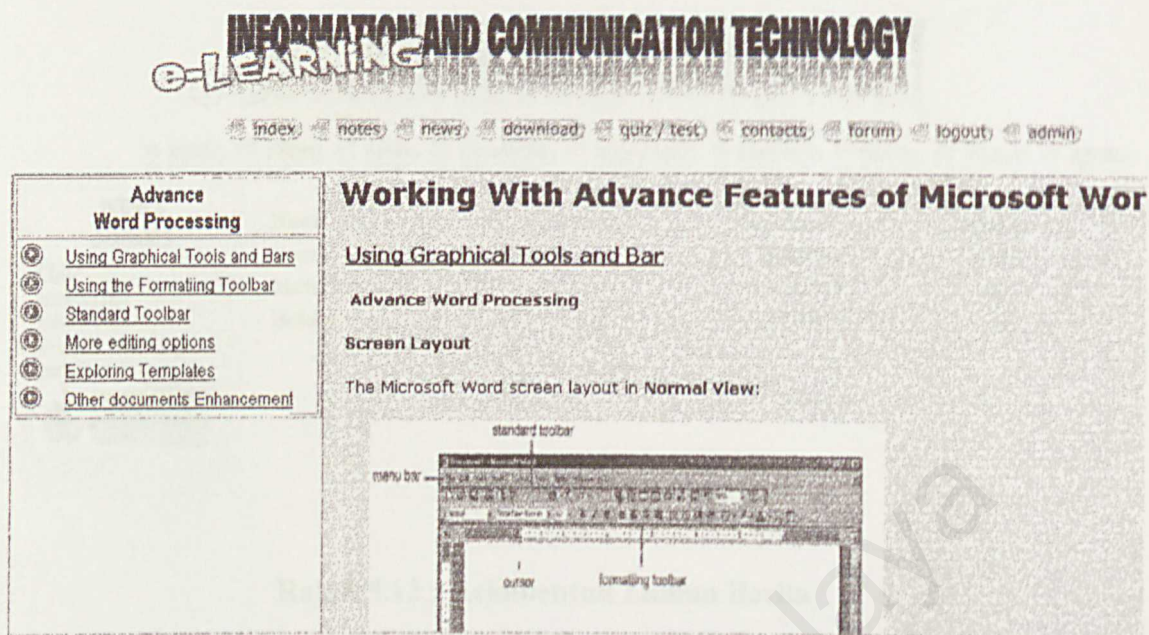 INFORMATION AND COMMUNICATION TECHNOLOGY
e-LEARNING
index notes news download quiz / test contacts forum logout admin
Advance
Word Processing
Using Graphical Tools and Bars
Using the Formatiing Toolbar
Standard Toolbar
More editing options
Exploring Templates
Other documents Enhancement
Working With Advance Features of Microsoft Wor
Using Graphical Tools and Bar
Advance Word Processing
Screen Layout
The Microsoft Word screen layout in Normal View:
standard toolbar
menu bar
cursor
formatting toolbar